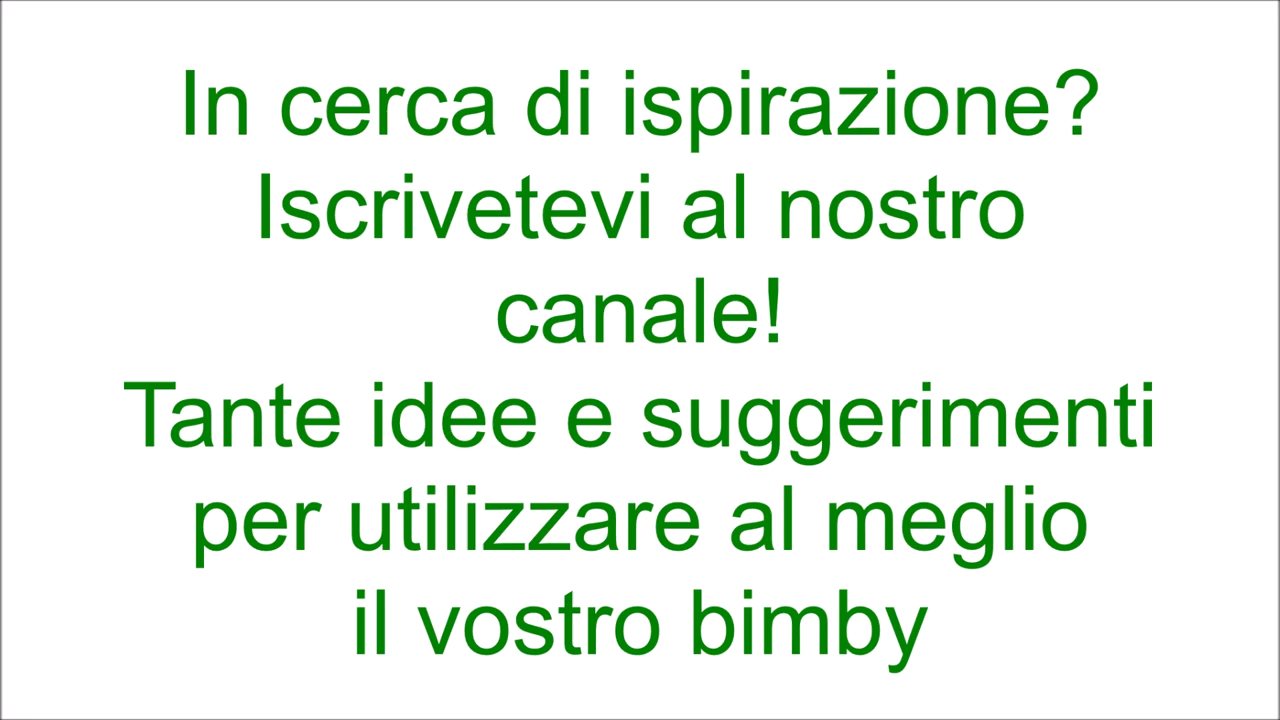 In cerca di ispirazione?
Iscrivetevi al nostro
canale!
Tante idee e suggerimenti
per utilizzare al meglio
il vostro bimby